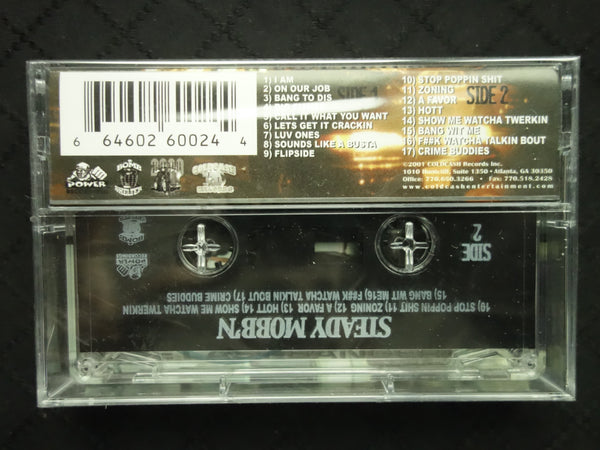 1) I AM
2) ON OUR JOB
3) BANG TO DIS
5) CALL IT WHAT YOU WANT
6) LETS GET IT CRACKIN
7) LUV ONES
8) SOUNDS LIKE A BUSTA
9) FLIPSIDE
SIDE 1
10) STOP POPPIN SHIT
11) ZONING
12) A FAVOR
13) HOTT
14) SHOW ME WATCHA TWERKIN
15) BANG WIT ME
16) F##K WATCHA TALKIN BOUT
17) CRIME BUDDIES
SIDE 2
©2001 COLDCASH Records Inc.
1010 Suite 1350 • Atlanta, GA 30350
Office: 770.650.3266 • Fax: 770.518.2428
www.coldcashentertainment.com
6 64602 60024 4
POWER
BOMB
SIDE
2
10) STOP POPPIN SHIT 11) ZONING 12) A FAVOR 13) HOTT 14) SHOW ME WATCHA TWERKIN
15) BANG WIT ME 16) F##K WATCHA TALKIN BOUT 17) CRIME BUDDIES
STEADY MOBB'N